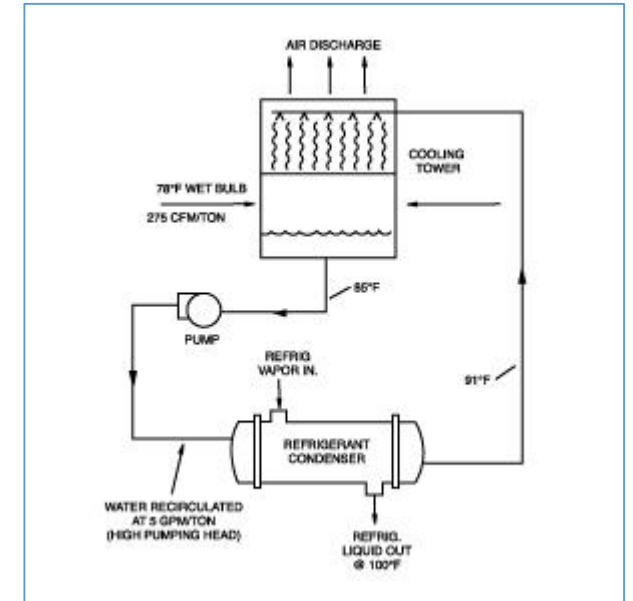 AIR DISCHARGE
COOLING
TOWER
78°F WET BULB
275 CFM/TON
85°F
PUMP
REFRIG
VAPOR IN.
91°F
REFRIGERANT
CONDENSER
WATER RECIRCULATED
AT 5 GPM/TON
(HIGH PUMPING HEAD)
REFRIG.
LIQUID OUT
@ 100°F